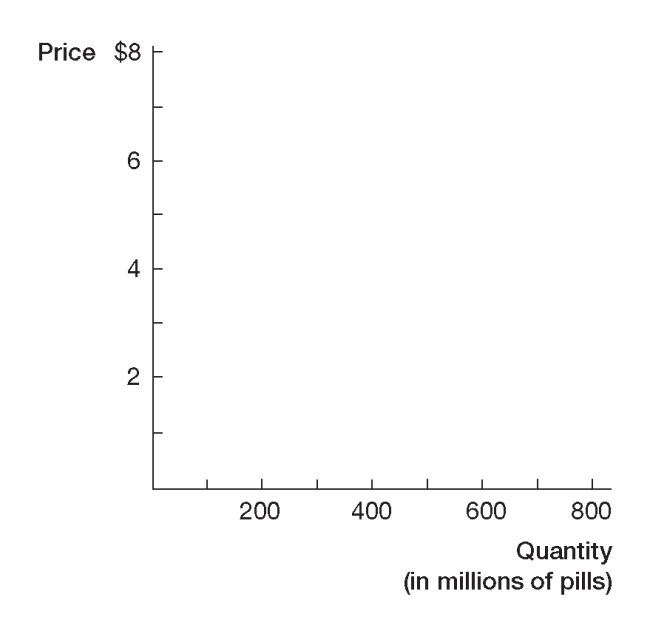 Price $8
6
4
2
200 400 600 800
Quantity
(in millions of pills)